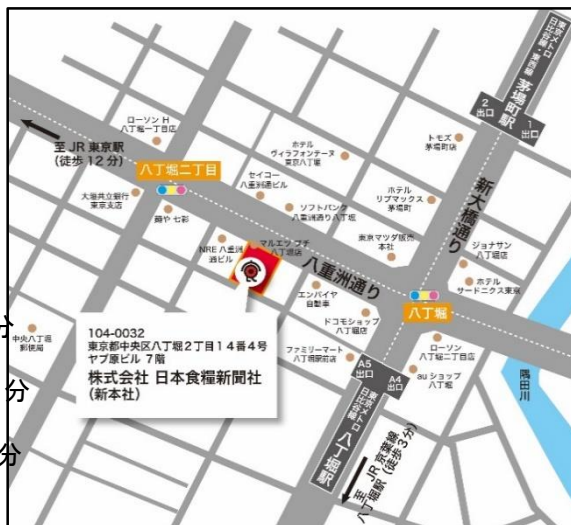 東京メトロ
日比谷線・東西線
茅場町駅
2
出口
1
出口
ローソン H
八丁堀一丁目店
至 JR 東京駅
(徒歩 12 分)
八丁堀二丁目
ホテル
ヴィラフォンテーヌ
東京八丁堀
トモズ
茅場町店
セイコー
八重洲通ビル
大垣共立銀行
東京支店
麺や 七彩
ソフトバンク
八重洲通り八丁堀
ホテル
リブマックス
茅場町
新大橋通り
NRE 八重洲
通ビル
マルエツ プチ
八丁堀店
東京マツダ販売
本社
ジョナサン
八丁堀店
八重洲通り
ホテル
サードニクス東京
エンパイヤ
自動車
八丁堀
ドコモショップ
八丁堀店
中央八丁堀
郵便局
104-0032
東京都中央区八丁堀2丁目14番4号
ヤブ原ビル 7階
株式会社 日本食糧新聞社
(新本社)
ファミリーマート
八丁堀駅前店
ローソン
八丁堀二丁目店
au ショップ
八丁堀
隅田川
A5
出口
A4
出口
東京メトロ
日比谷線
八丁堀駅
至 JR 京葉線
八丁堀駅(徒歩 3 分)
分
分
分